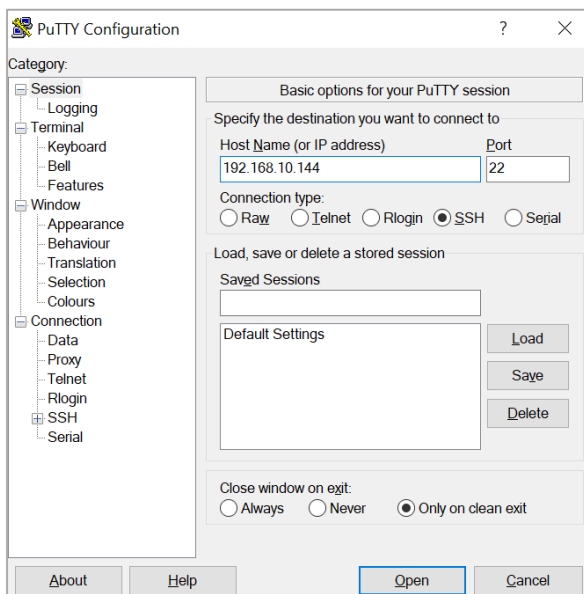 PuTTY Configuration
?
Category:
Session
Logging
Terminal
Keyboard
Bell
Features
Window
Appearance
Behaviour
Translation
Selection
Colours
Connection
Data
Proxy
Telnet
Rlogin
SSH
Serial
Basic options for your PuTTY session
Specify the destination you want to connect to
Host Name (or IP address) Port
192.168.10.144 22
Connection type:
Raw Telnet Rlogin SSH Serial
Load, save or delete a stored session
Saved Sessions
Default Settings
Load
Save
Delete
Close window on exit:
Always Never Only on clean exit
About Help Open Cancel